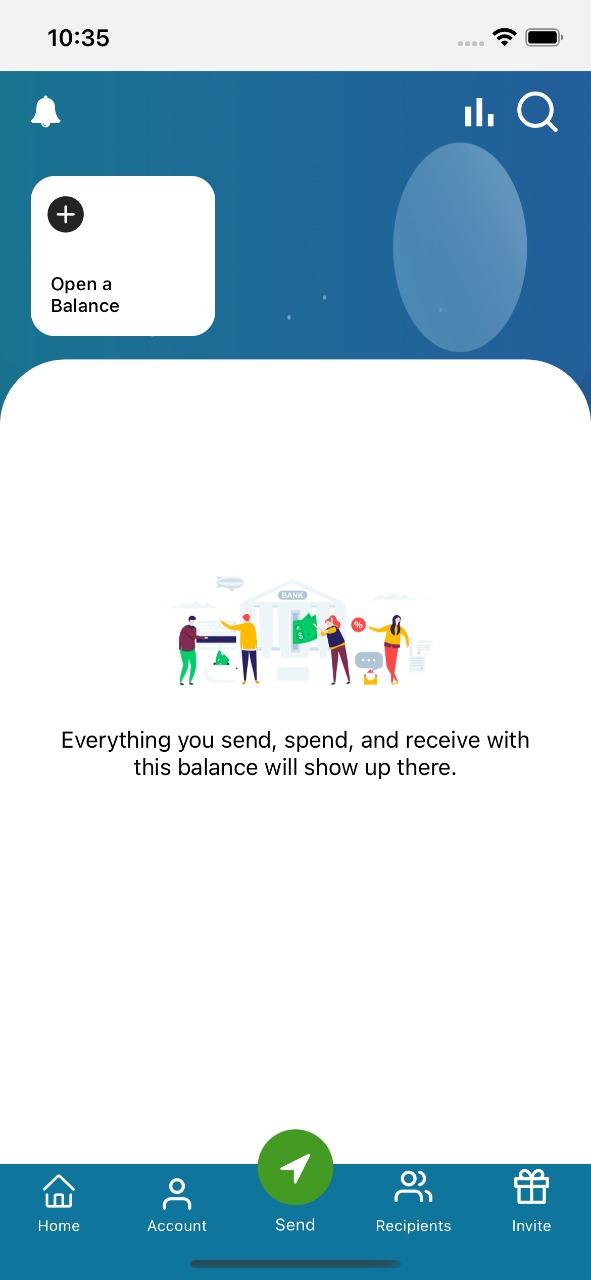 10:35
Open a
Balance
BANK
$
%
Everything you send, spend, and receive with
this balance will show up there.
Home
Account
Send
Recipients
Invite